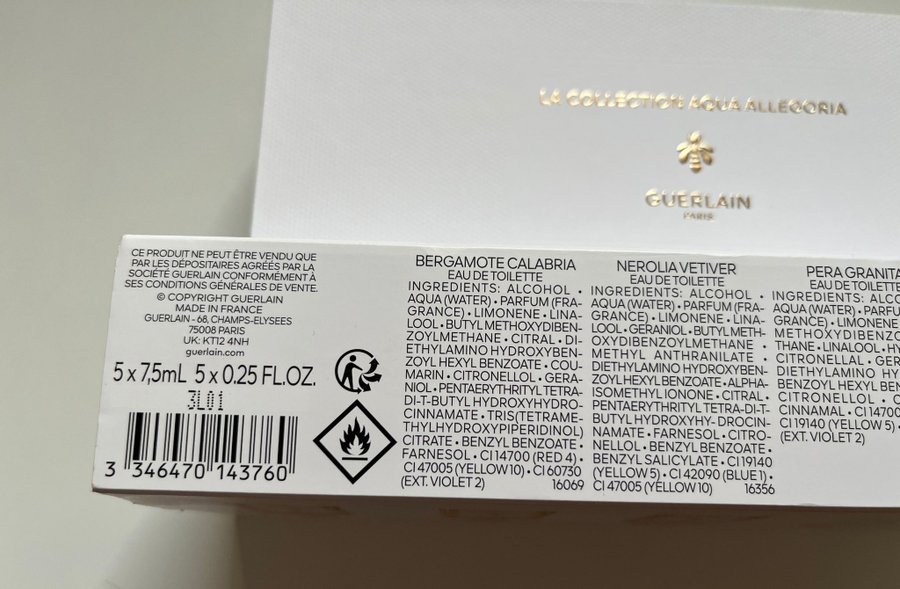 LA COLLECTION AQUA ALLEGORIA
GUERLAIN
PARIS
CE PRODUIT NE PEUT ÊTRE VENDU QUE
PAR LES DÉPOSITAIRES AGRÉÉS PAR LA
SOCIÉTÉ GUERLAIN CONFORMÉMENT À
SES CONDITIONS GÉNÉRALES DE VENTE.
© COPYRIGHT GUERLAIN
MADE IN FRANCE
GUERLAIN - 68, CHAMPS-ELYSEES
75008 PARIS
UK: KT12 4NH
guerlain.com
5 x 7,5mL 5 x 0.25 FL.OZ.
3L01
3 346470 143760
BERGAMOTE CALABRIA
EAU DE TOILETTE
INGREDIENTS: ALCOHOL •
AQUA (WATER) • PARFUM (FRA-
GRANCE) • LIMONENE • LINA-
LOOL • BUTYL METHOXYDIBEN-
ZOYLMETHANE • CITRAL • DI-
ETHYLAMINO HYDROXYBEN-
ZOYL HEXYL BENZOATE • COU-
MARIN • CITRONELLOL • GERA-
NIOL • PENTAERYTHRITYL TETRA-
DI-T-BUTYL HYDROXYHYDRO-
CINNAMATE • TRIS(TETRAME-
THYLHYDROXYPIPERIDINOL)
CITRATE • BENZYL BENZOATE •
FARNESOL • CI 14700 (RED 4) •
CI 47005 (YELLOW 10) • CI 60730
(EXT. VIOLET 2) 16069
NEROLIA VETIVER
EAU DE TOILETTE
INGREDIENTS: ALCOHOL •
AQUA (WATER) • PARFUM (FRA-
GRANCE) • LIMONENE • LINA-
LOOL • GERANIOL • BUTYL METH-
OXYDIBENZOYLMETHANE •
METHYL ANTHRANILATE •
DIETHYLAMINO HYDROXYBEN-
ZOYL HEXYL BENZOATE • ALPHA-
ISOMETHYL IONONE • CITRAL •
PENTAERYTHRITYL TETRA-DI-T-
BUTYL HYDROXYHY-DROCIN-
NAMATE • FARNESOL • CITRO-
NELLOL • BENZYL BENZOATE •
BENZYL SALICYLATE • CI 19140
(YELLOW 5) • CI 42090 (BLUE 1) •
CI 47005 (YELLOW 10) 16356
PERA GRANITA
EAU DE TOILETTE
INGREDIENTS: ALCO
AQUA (WATER) • PARF
GRANCE) • LIMONENE
METHOXYDIBENZO
THANE • LINALOOL • HY
CITRONELLAL • GER
DIETHYLAMINO HY
BENZOYL HEXYL BEN
CITRONELLOL • C
CINNAMAL • CI 14700
CI 19140 (YELLOW 5) •
(EXT. VIOLET 2)